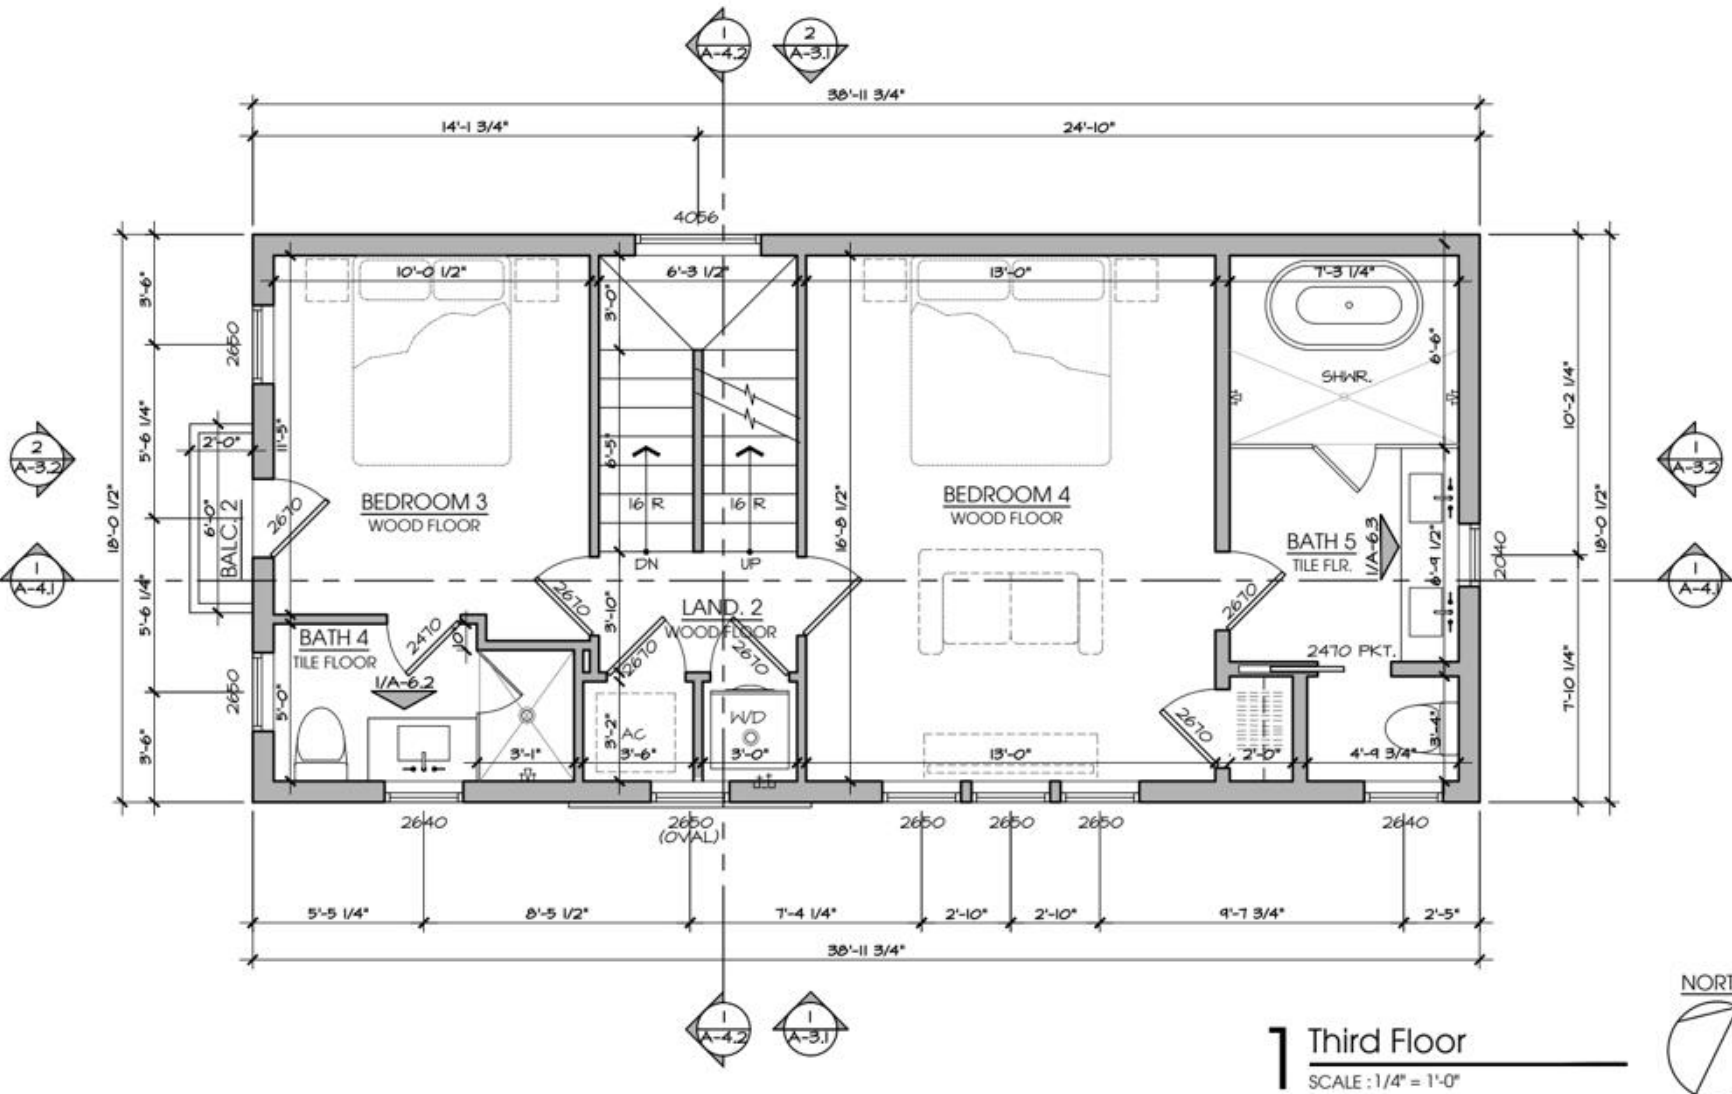 1
A-4.2
2
A-3.1
38'-11 3/4"
14'-1 3/4"
24'-10"
4056
10'-0 1/2"
6'-3 1/2"
13'-0"
7'-3 1/4"
3'-6"
2650
3'-0"
6'-6"
SHWR.
5'-6 1/4"
11'-5"
6'-5"
10'-2 1/4"
2
A-3.2
2'-0"
6'-0"
BALC. 2
2670
BEDROOM 3
WOOD FLOOR
16 R
16 R
BEDROOM 4
WOOD FLOOR
1
A-3.2
18'-0 1/2"
16'-8 1/2"
BATH 5
TILE FLR.
1/A-6.3
6'-9 1/2"
2040
18'-0 1/2"
1
A-4.1
DN
UP
1
A-4.1
5'-6 1/4"
2670
3'-10"
LAND. 2
WOOD FLOOR
2670
BATH 4
TILE FLOOR
2470
10"
2670
2670
2470 PKT.
1/A-6.2
2650
5'-0"
7'-10 1/4"
3'-6"
3'-2"
AC
W/D
2670
3'-4"
3'-1"
3'-6"
3'-0"
13'-0"
2'-0"
4'-9 3/4"
2640
2650
(OVAL)
2650
2650
2650
2640
5'-5 1/4"
8'-5 1/2"
7'-4 1/4"
2'-10"
2'-10"
9'-7 3/4"
2'-5"
38'-11 3/4"
1
A-4.2
1
A-3.1
NORT
1
Third Floor
SCALE : 1/4" = 1'-0"